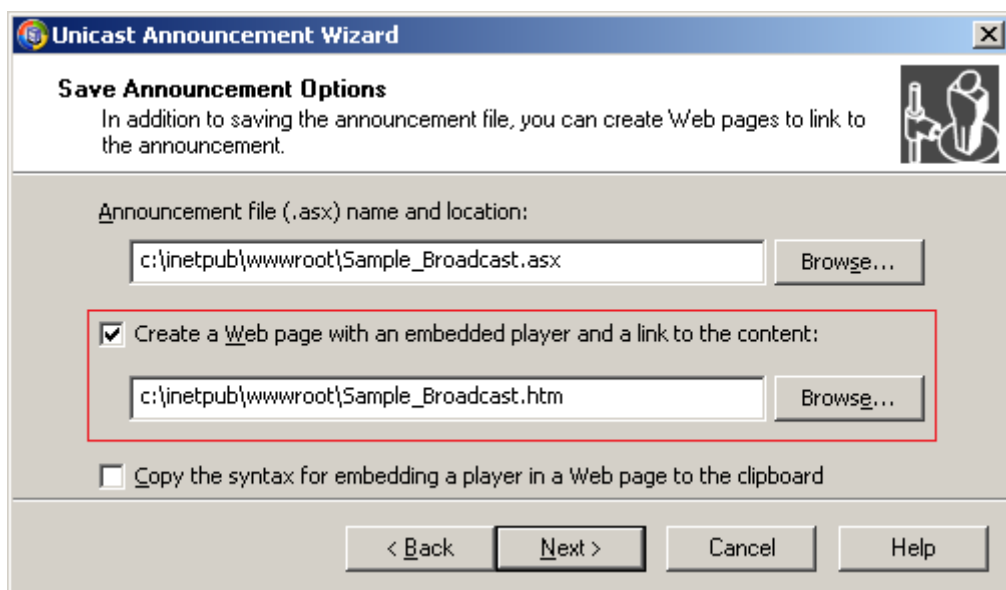 Unicast Announcement Wizard
Save Announcement Options
In addition to saving the announcement file, you can create Web pages to link to
the announcement.
Announcement file (.asx) name and location:
c:\inetpub\wwwroot\Sample_Broadcast.asx
Browse...
Create a Web page with an embedded player and a link to the content:
c:\inetpub\wwwroot\Sample_Broadcast.htm
Browse...
Copy the syntax for embedding a player in a Web page to the clipboard
< Back Next > Cancel Help